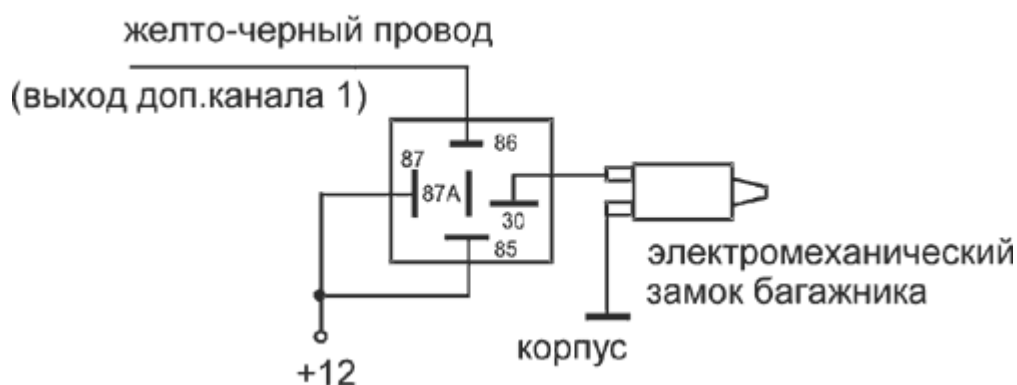 желто-черный провод
(выход доп.канала 1)
86
87
87A
30
85
электромеханический
замок багажника
корпус
+12